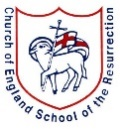 Church of England School of the Resurrection